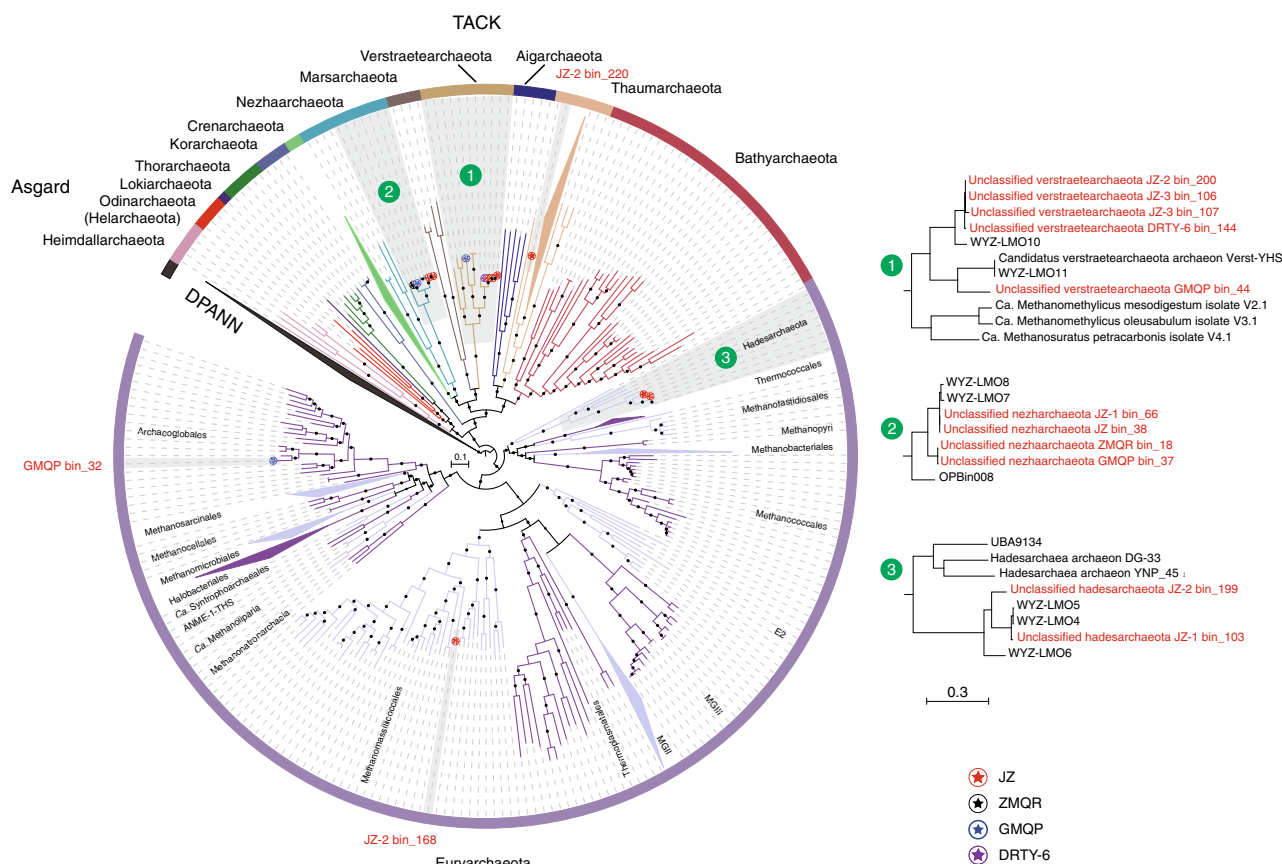 TACK
Verstraetearchaeota
Aigarchaeota
JZ-2 bin_220
Marsarchaeota
Thaumarchaeota
Nezhaarchaeota
Crenarchaeota
Korarchaeota
Bathyarchaeota
Thorarchaeota
Asgard
Lokiarchaeota
Odinarchaeota
(Helarchaeota)
Heimdallarchaeota
DPANN
1
2
3
Hadesarchaeota
Thermococcales
Methanofastidiosales
Methanopyri
Methanobacteriales
Methanococcales
E2
MGIII
MGII
Thermoplasmatales
Methanomassiliicoccales
JZ-2 bin_168
Euryarchaeota
0.1
Archaeoglobales
GMQP bin_32
Methanosarcinales
Methanocellales
Methanomicrobiales
Halobacteriales
Ca. Syntrophoarchaeales
ANME-1-THS
Ca. Methanoliparia
Methanonatronarchaeia
1
Unclassified verstraetearchaeota JZ-2 bin_200
Unclassified verstraetearchaeota JZ-3 bin_106
Unclassified verstraetearchaeota JZ-3 bin_107
Unclassified verstraetearchaeota DRTY-6 bin_144
WYZ-LMO10
Candidatus verstraetearchaeota archaeon Verst-YHS
WYZ-LMO11
Unclassified verstraetearchaeota GMQP bin_44
Ca. Methanomethylicus mesodigestum isolate V2.1
Ca. Methanomethylicus oleusabulum isolate V3.1
Ca. Methanosuratus petracarbonis isolate V4.1
2
WYZ-LMO8
WYZ-LMO7
Unclassified nezharchaeota JZ-1 bin_66
Unclassified nezharchaeota JZ bin_38
Unclassified nezhaarchaeota ZMQR bin_18
Unclassified nezhaarchaeota GMQP bin_37
OPBin008
3
UBA9134
Hadesarchaea archaeon DG-33
Hadesarchaea archaeon YNP_45
Unclassified hadesarchaeota JZ-2 bin_199
WYZ-LMO5
WYZ-LMO4
Unclassified hadesarchaeota JZ-1 bin_103
WYZ-LMO6
0.3
JZ
ZMQR
GMQP
DRTY-6